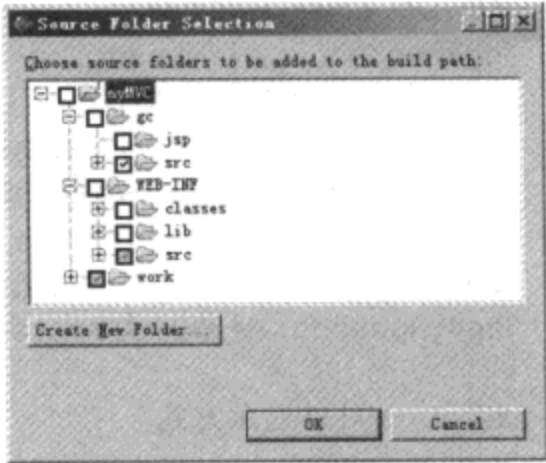 Source Folder Selection
Choose source folders to be added to the build path:
myMVC
gc
jsp
src
WEB-INF
classes
lib
src
work
Create New Folder...
OK
Cancel